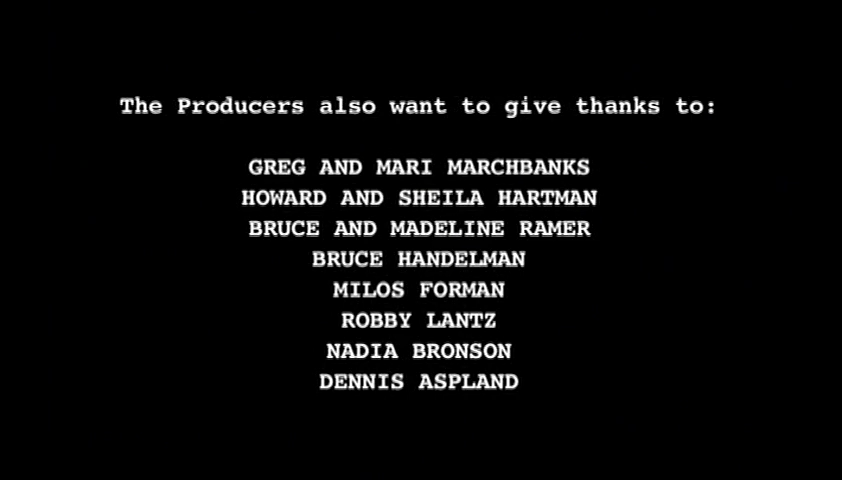 The Producers also want to give thanks to:
GREG AND MARI MARCHBANKS
HOWARD AND SHEILA HARTMAN
BRUCE AND MADELINE RAMER
BRUCE HANDELMAN
MILOS FORMAN
ROBBY LANTZ
NADIA BRONSON
DENNIS ASPLAND